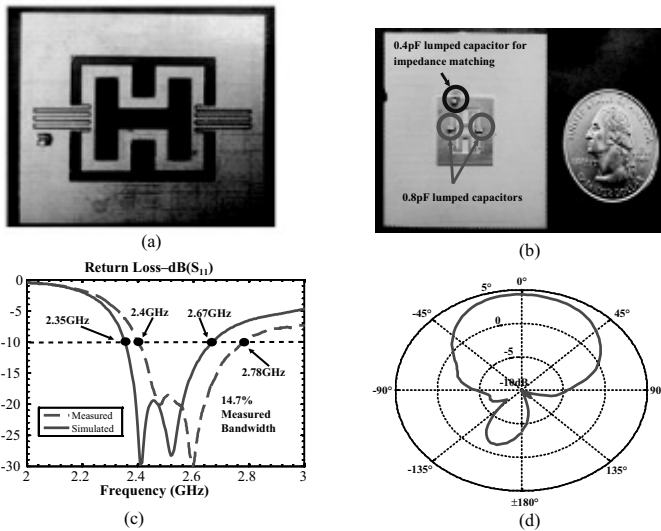 0.4pF lumped capacitor for
impedance matching
0.8pF lumped capacitors
(a)
(b)
Return Loss–dB(S11)
0
-5
-10
-15
-20
-25
-30
2.35GHz
2.4GHz
2.67GHz
2.78GHz
14.7%
Measured
Bandwidth
Measured
Simulated
2
2.2
2.4
2.6
2.8
3
Frequency (GHz)
(c)
0°
5°
0
-5
-10dB
-45°
45°
-90°
90
-135°
135°
±180°
(d)